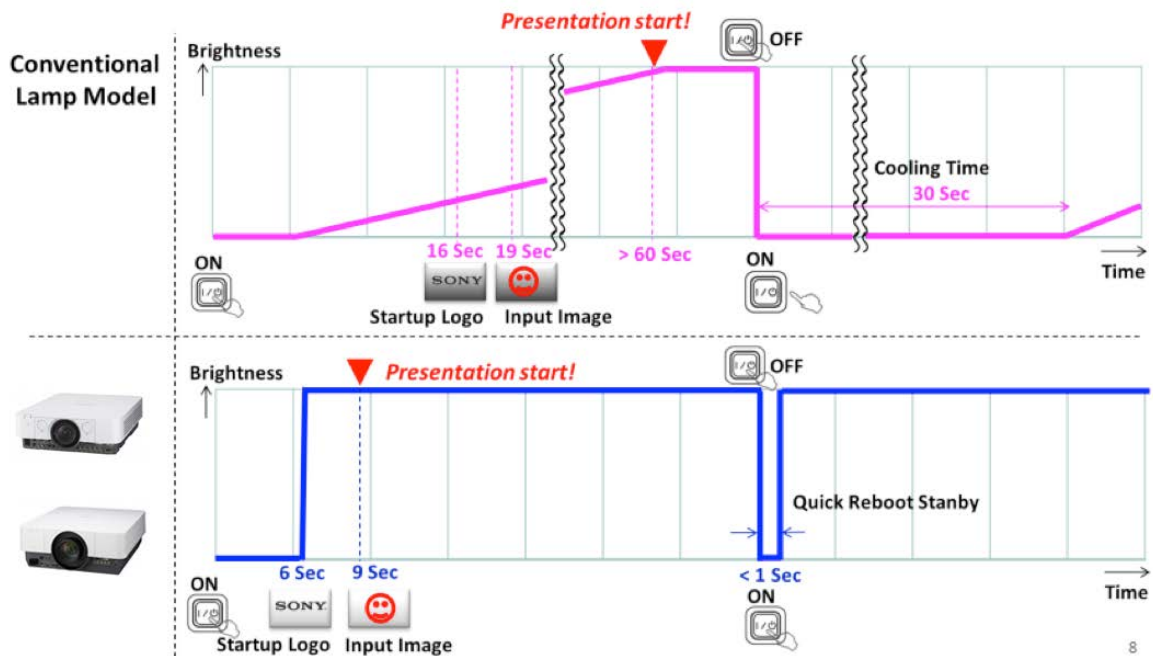 Conventional
Lamp Model
Presentation start!
OFF
Brightness
Cooling Time
30 Sec
16 Sec
19 Sec
> 60 Sec
Time
ON
ON
SONY
Startup Logo
Input Image
Presentation start!
OFF
Brightness
Quick Reboot Stanby
6 Sec
9 Sec
< 1 Sec
Time
ON
ON
SONY
Startup Logo
Input Image
8